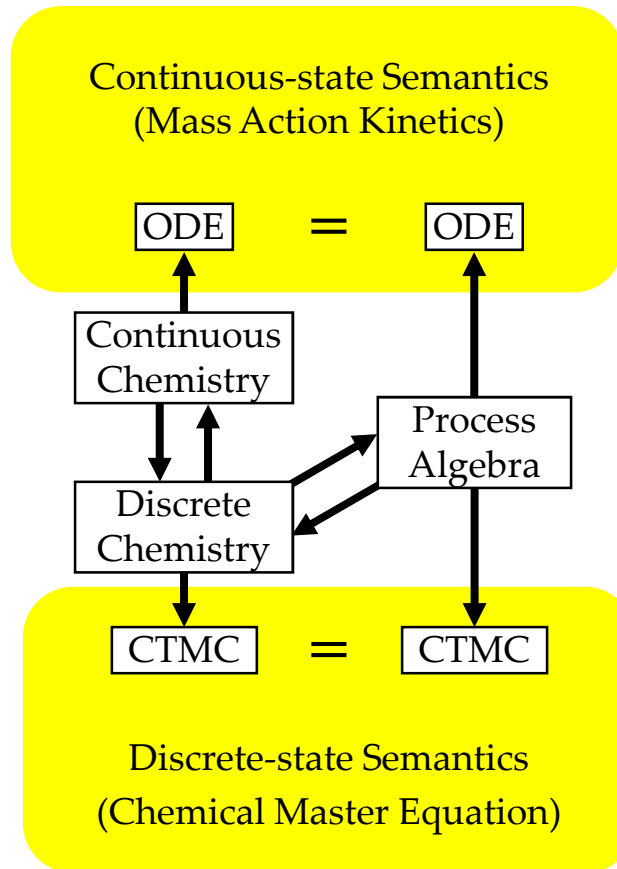 Continuous-state Semantics
(Mass Action Kinetics)
ODE = ODE
Continuous
Chemistry
Process
Algebra
Discrete
Chemistry
CTMC = CTMC
Discrete-state Semantics
(Chemical Master Equation)